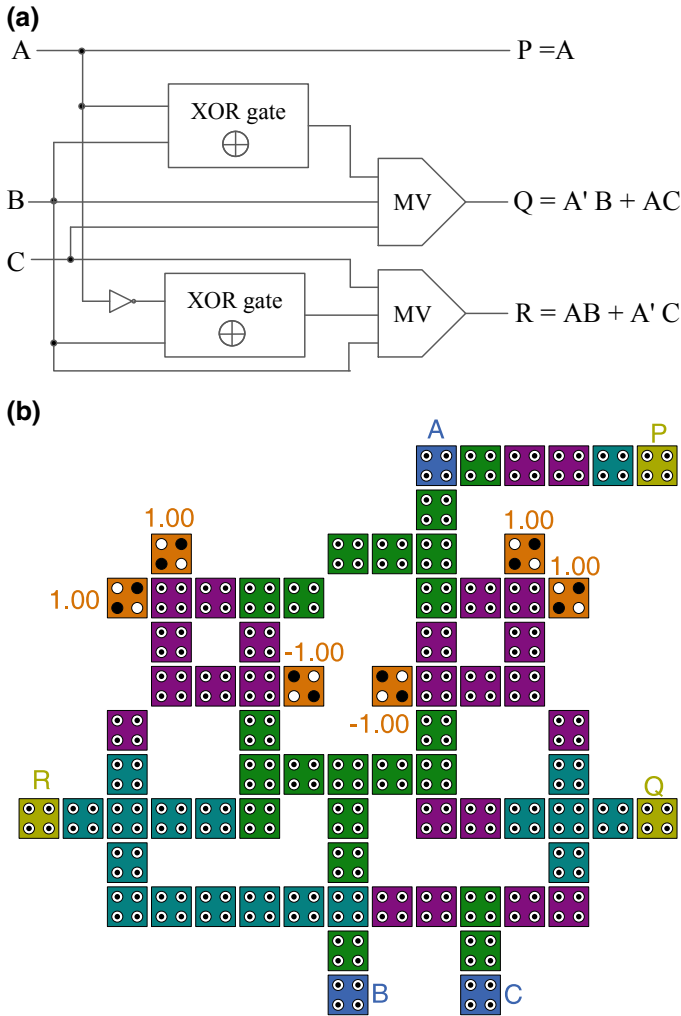 (a)
A
P =A
XOR gate
B
MV
Q = A' B + AC
C
XOR gate
MV
R = AB + A' C
(b)
A
P
1.00
1.00
1.00
1.00
-1.00
-1.00
R
Q
B
C